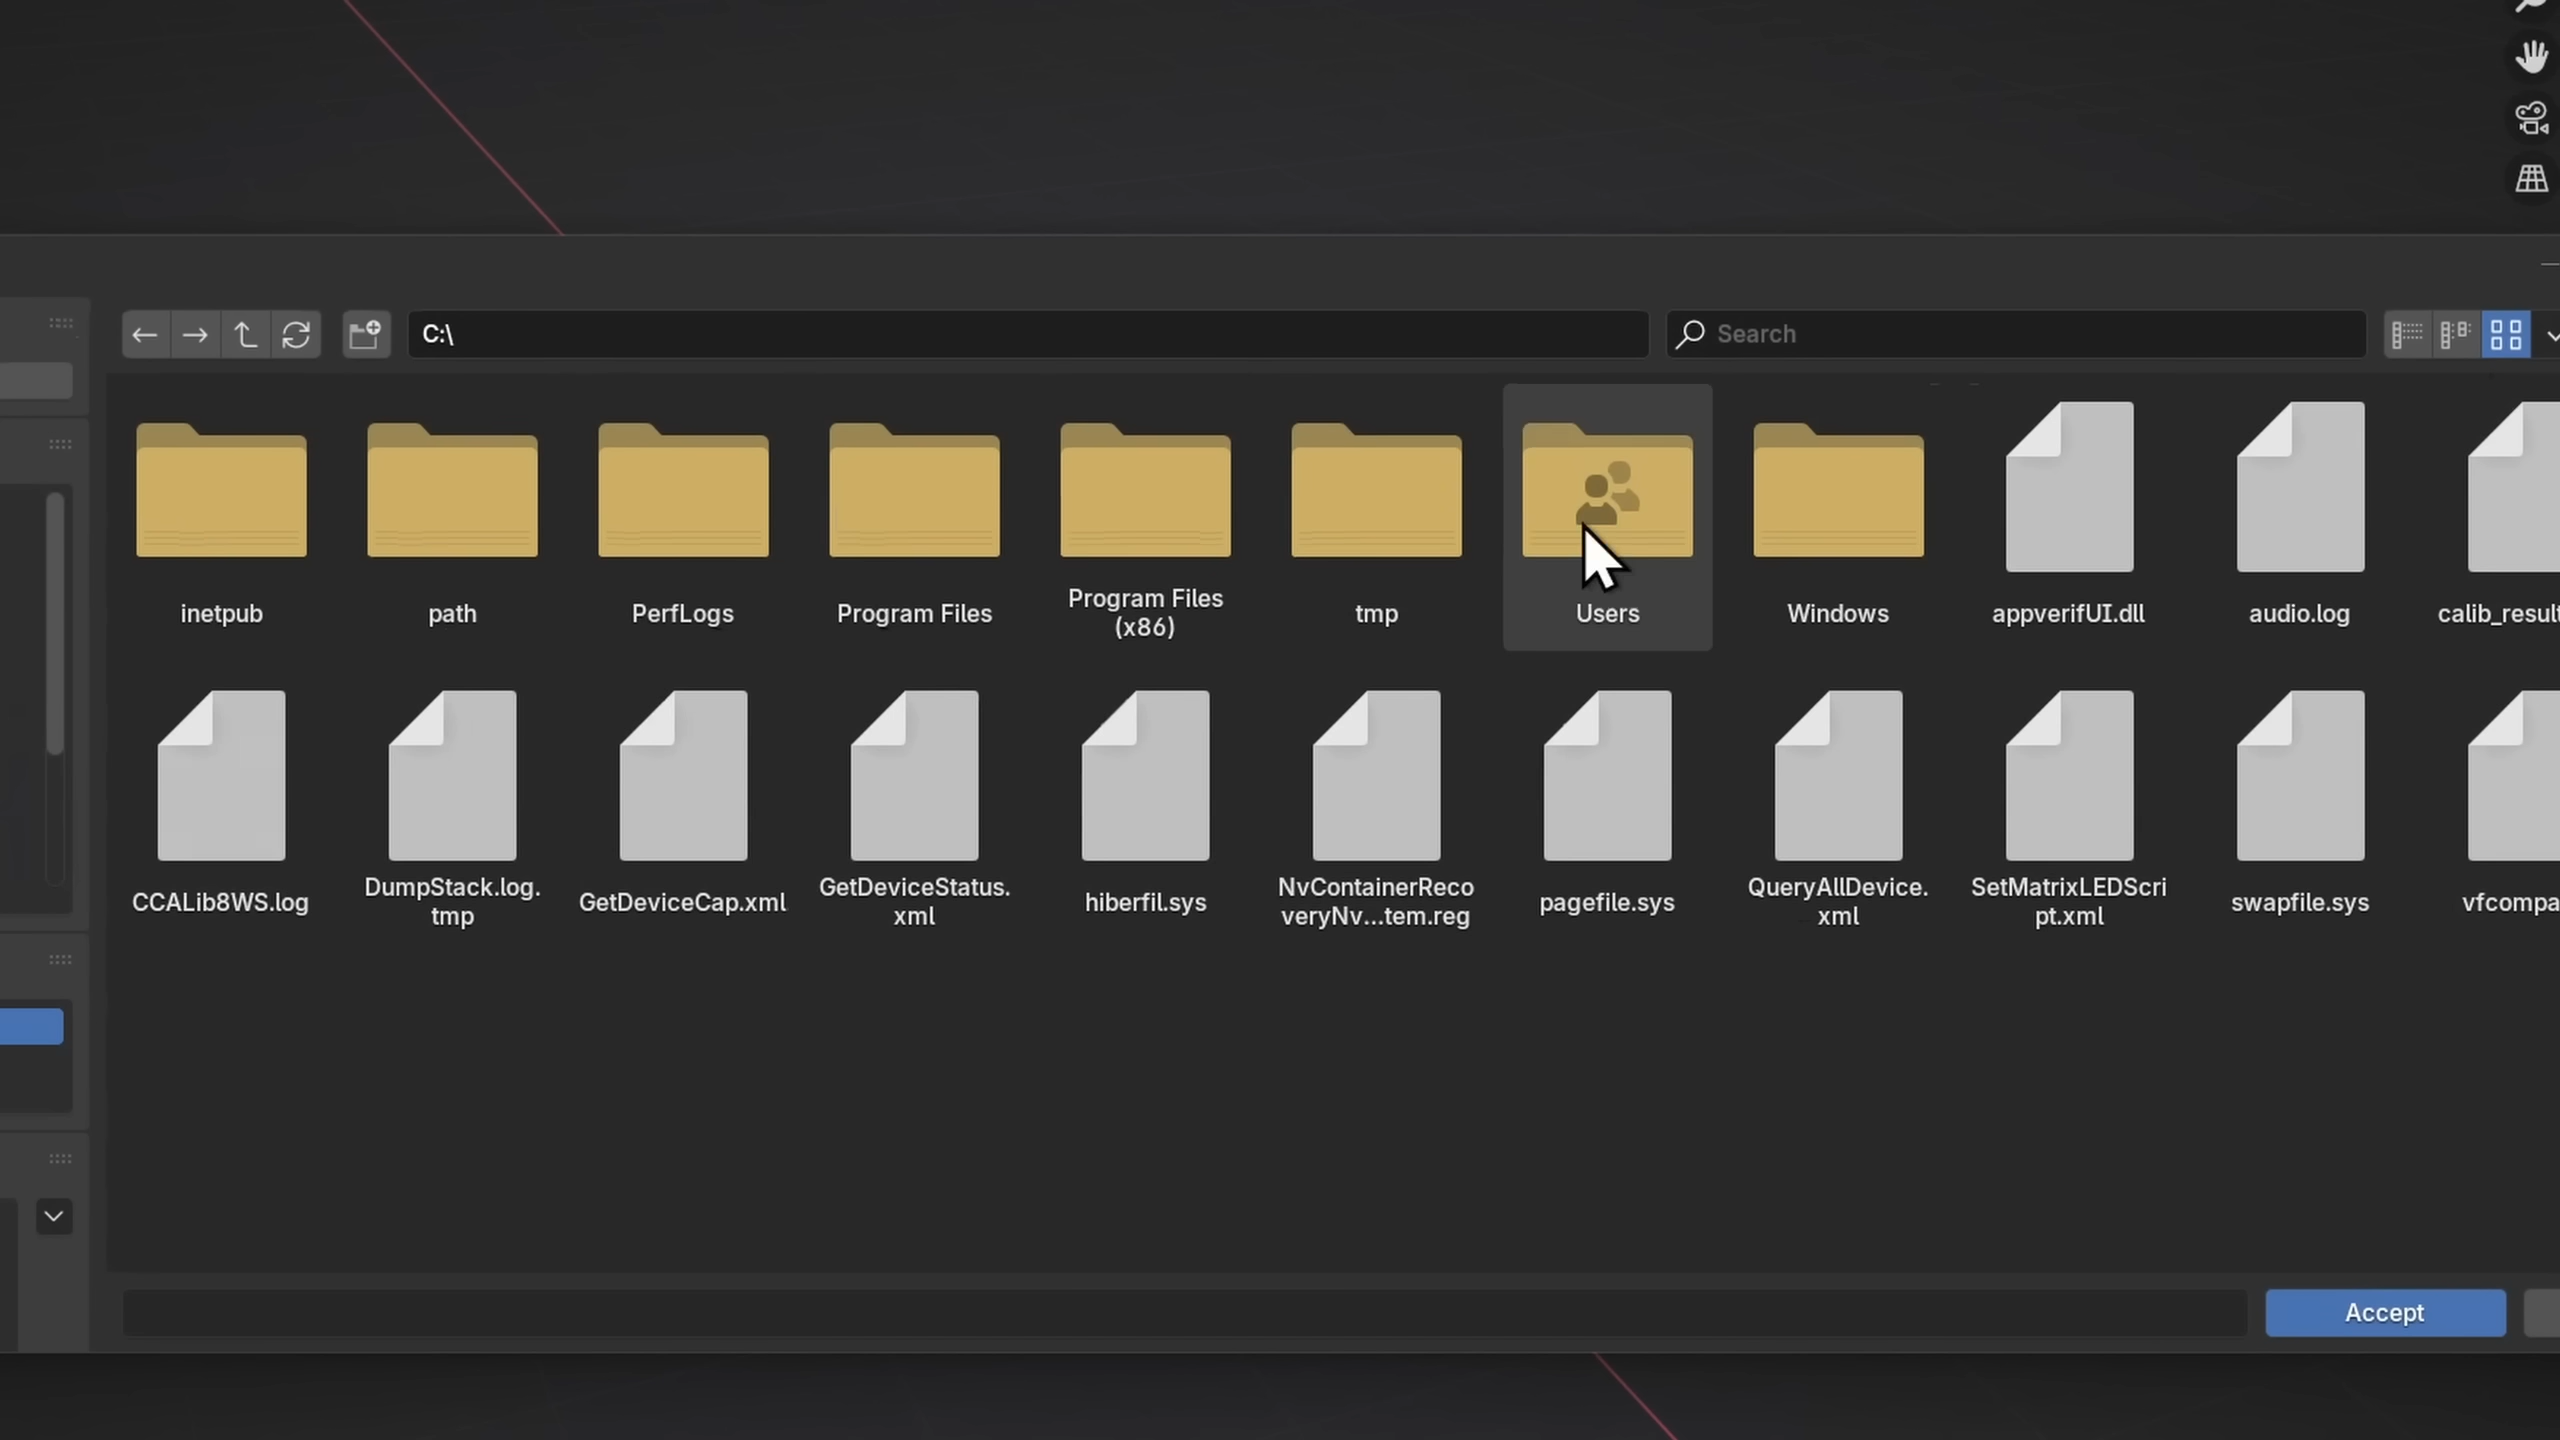 C:\
Search
inetpub
path
PerfLogs
Program Files
Program Files
(x86)
tmp
Users
Windows
appverifUI.dll
audio.log
calib_result
CCALib8WS.log
DumpStack.log.
tmp
GetDeviceCap.xml
GetDeviceStatus.
xml
hiberfil.sys
NvContainerReco
veryNv...tem.reg
pagefile.sys
QueryAllDevice.
xml
SetMatrixLEDScri
pt.xml
swapfile.sys
vfcompa
Accept